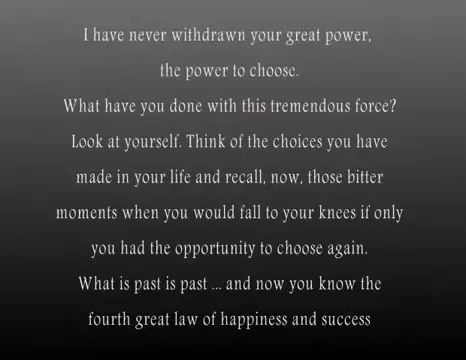 I have never withdrawn your great power,
the power to choose.
What have you done with this tremendous force?
Look at yourself. Think of the choices you have
made in your life and recall, now, those bitter
moments when you would fall to your knees if only
you had the opportunity to choose again.
What is past is past ... and now you know the
fourth great law of happiness and success